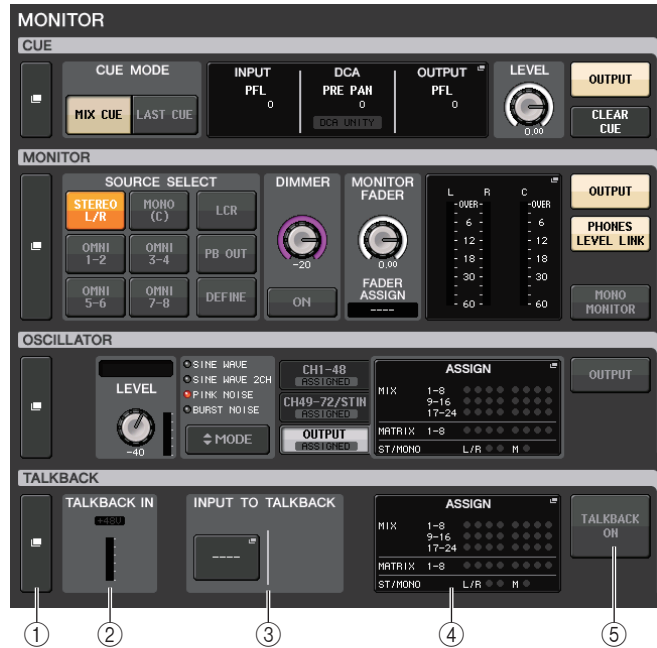 MONITOR
CUE
CUE MODE
MIX CUE
LAST CUE
INPUT
PFL
0
DCA
PRE PAN
0
DCA UNITY
OUTPUT
PFL
0
LEVEL
0.00
OUTPUT
CLEAR
CUE
MONITOR
SOURCE SELECT
STEREO
L/R
MONO
(C)
LCR
OMNI
1-2
OMNI
3-4
PB OUT
OMNI
5-6
OMNI
7-8
DEFINE
DIMMER
-20
ON
MONITOR
FADER
0.00
FADER
ASSIGN
----
L R C
-OVER- -OVER
- 6 - - 6
- 12 - - 12
- 18 - - 18
- 30 - - 30
- 60 - - 60
OUTPUT
PHONES
LEVEL LINK
MONO
MONITOR
OSCILLATOR
LEVEL
-40
SINE WAVE
SINE WAVE 2CH
PINK NOISE
BURST NOISE
MODE
CH1-48
ASSIGNED
CH49-72/STIN
ASSIGNED
OUTPUT
ASSIGNED
ASSIGN
MIX 1-8
9-16
17-24
MATRIX 1-8
ST/MONO L/R M
OUTPUT
TALKBACK
TALKBACK IN
+48V
INPUT TO TALKBACK
----
ASSIGN
MIX 1-8
9-16
17-24
MATRIX 1-8
ST/MONO L/R M
TALKBACK
ON
① ② ③ ④ ⑤